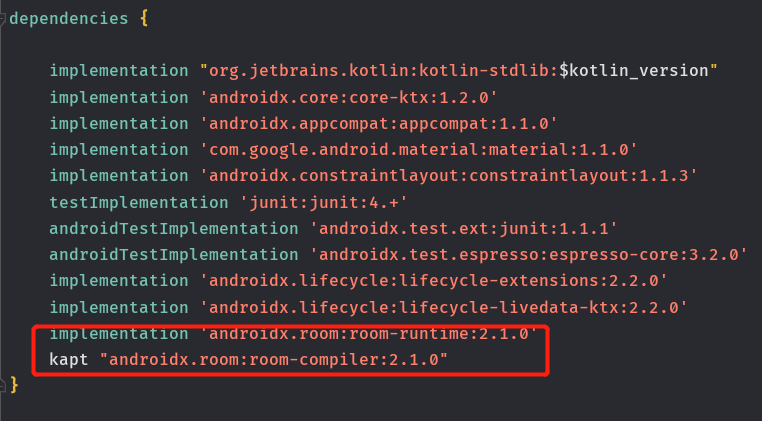 dependencies {
implementation "org.jetbrains.kotlin:kotlin-stdlib:$kotlin_version"
implementation 'androidx.core:core-ktx:1.2.0'
implementation 'androidx.appcompat:appcompat:1.1.0'
implementation 'com.google.android.material:material:1.1.0'
implementation 'androidx.constraintlayout:constraintlayout:1.1.3'
testImplementation 'junit:junit:4.+'
androidTestImplementation 'androidx.test.ext:junit:1.1.1'
androidTestImplementation 'androidx.test.espresso:espresso-core:3.2.0'
implementation 'androidx.lifecycle:lifecycle-extensions:2.2.0'
implementation 'androidx.lifecycle:lifecycle-livedata-ktx:2.2.0'
implementation 'androidx.room:room-runtime:2.1.0'
kapt "androidx.room:room-compiler:2.1.0"
}